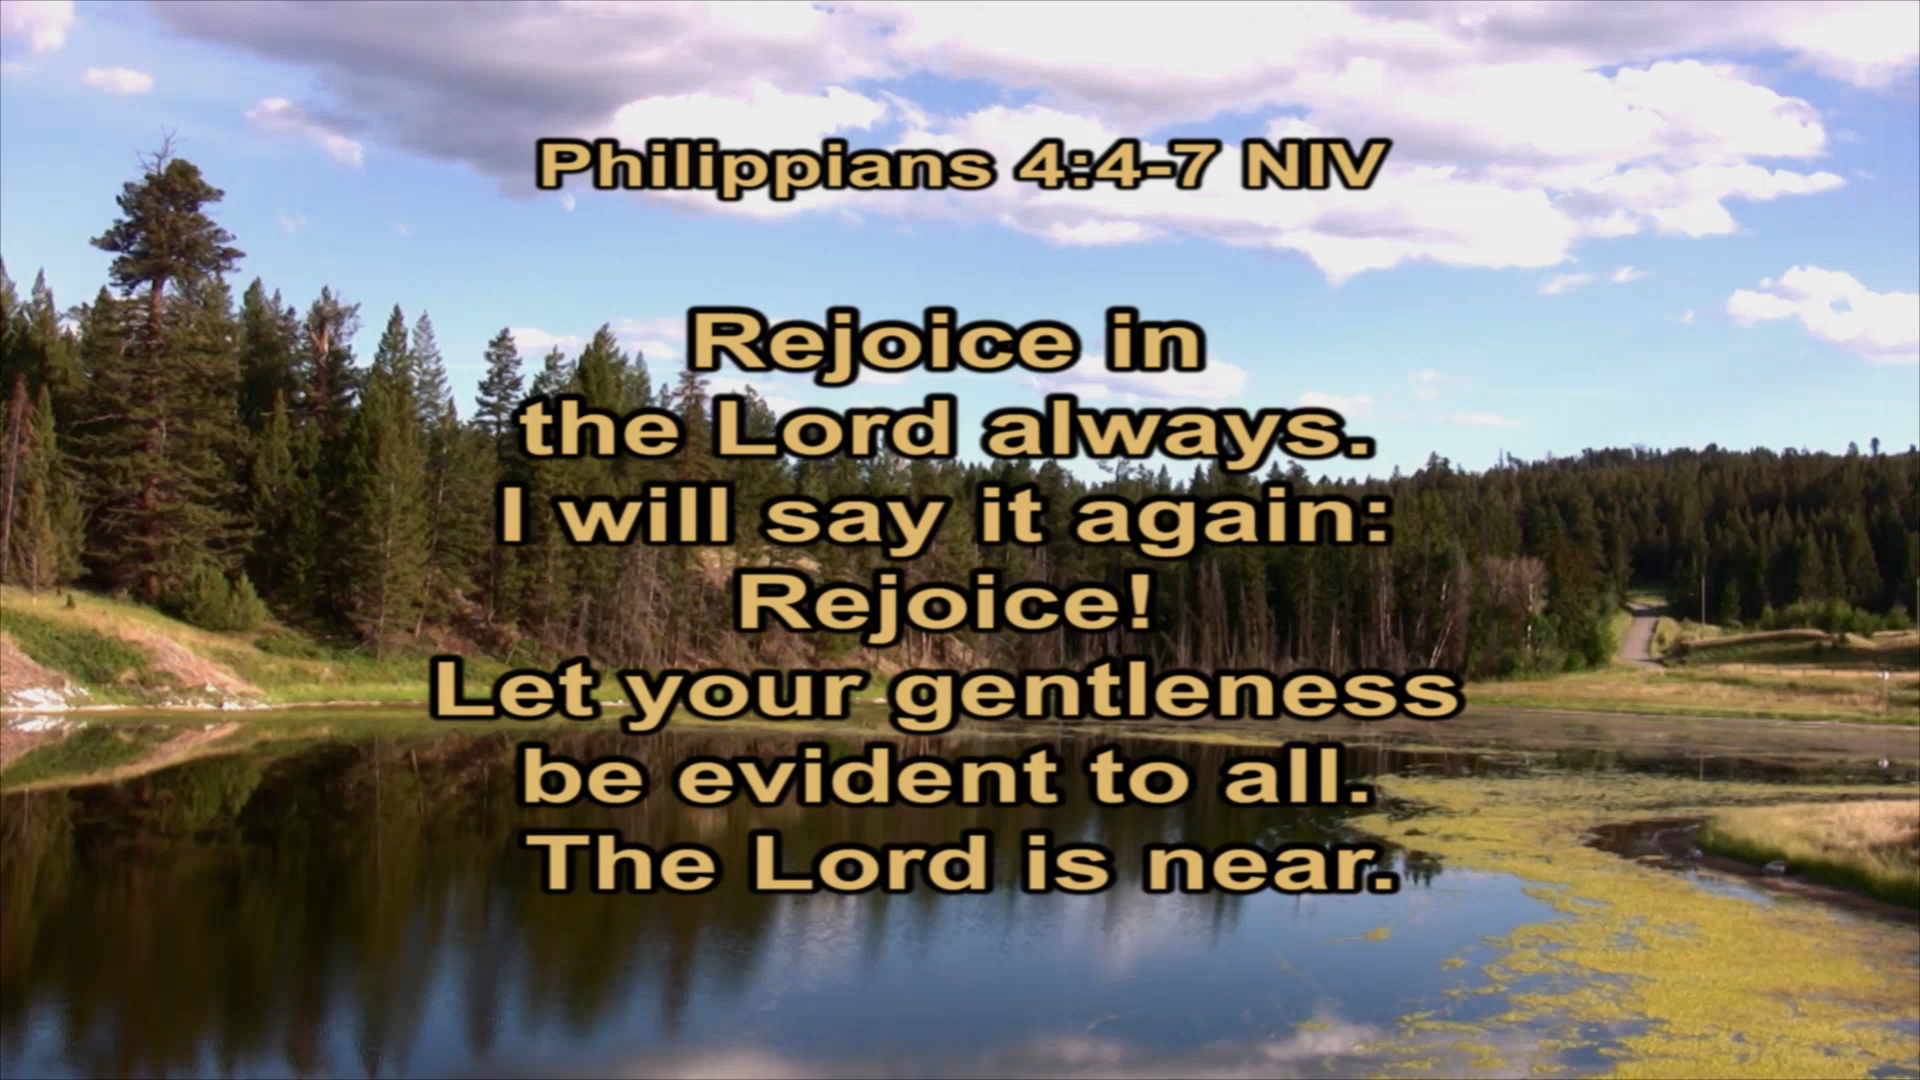 Philippians 4:4-7 NIV
Rejoice in
the Lord always.
I will say it again:
Rejoice!
Let your gentleness
be evident to all.
The Lord is near.